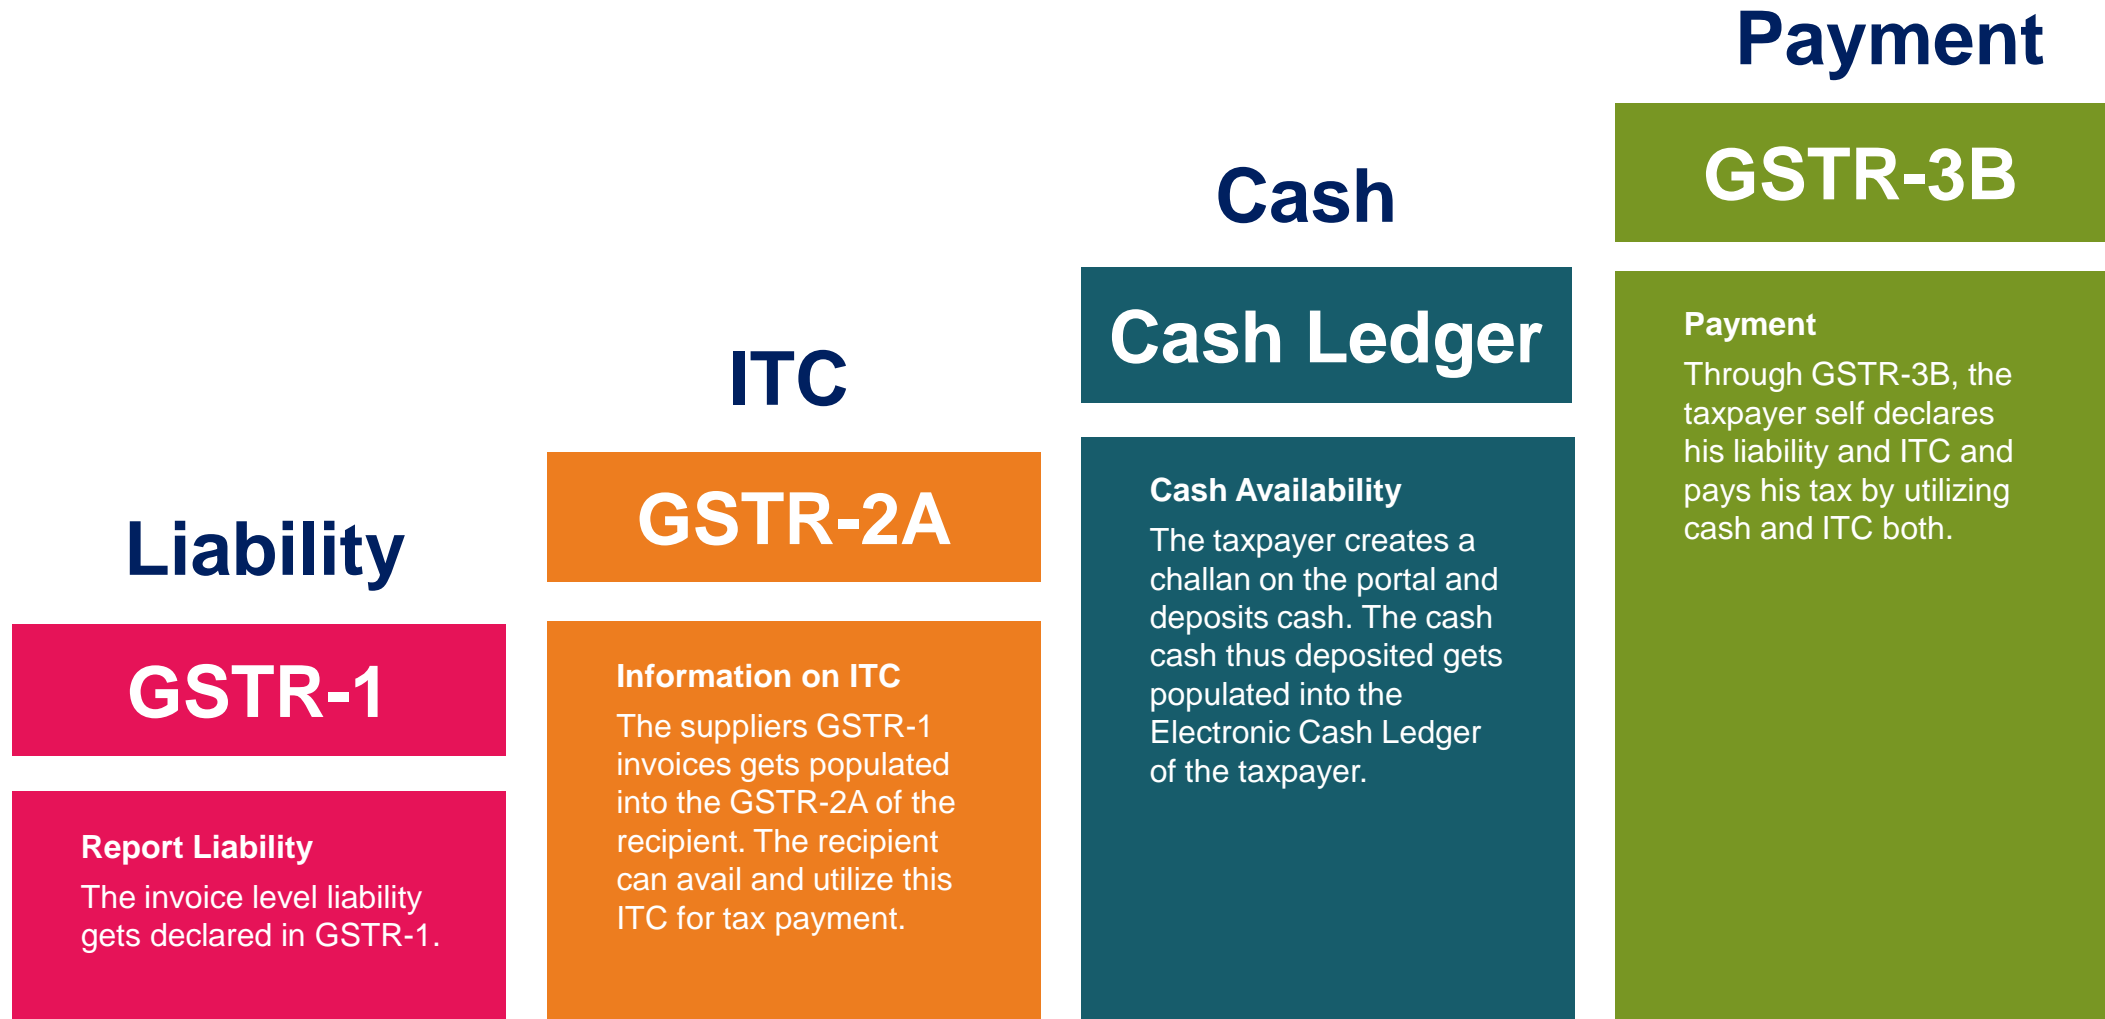 Liability
GSTR-1
Report Liability
The invoice level liability
gets declared in GSTR-1.
ITC
GSTR-2A
Information on ITC
The suppliers GSTR-1
invoices gets populated
into the GSTR-2A of the
recipient. The recipient
can avail and utilize this
ITC for tax payment.
Cash
Cash Ledger
Cash Availability
The taxpayer creates a
challan on the portal and
deposits cash. The cash
cash thus deposited gets
populated into the
Electronic Cash Ledger
of the taxpayer.
Payment
GSTR-3B
Payment
Through GSTR-3B, the
taxpayer self declares
his liability and ITC and
pays his tax by utilizing
cash and ITC both.